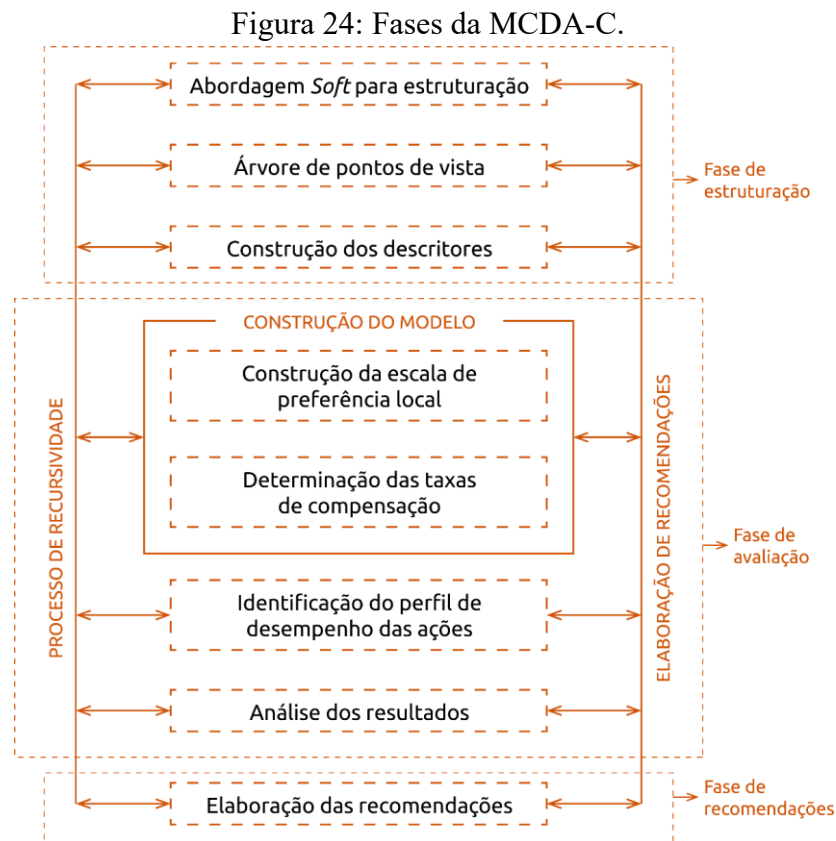 Figura 24: Fases da MCDA-C.
Abordagem Soft para estruturação
Árvore de pontos de vista
Fase de
estruturação
Construção dos descritores
CONSTRUÇÃO DO MODELO
Construção da escala de
preferência local
Determinação das taxas
de compensação
PROCESSO DE RECURSIVIDADE
ELABORAÇÃO DE RECOMENDAÇÕES
Fase de
avaliação
Identificação do perfil de
desempenho das ações
Análise dos resultados
Elaboração das recomendações
Fase de
recomendações